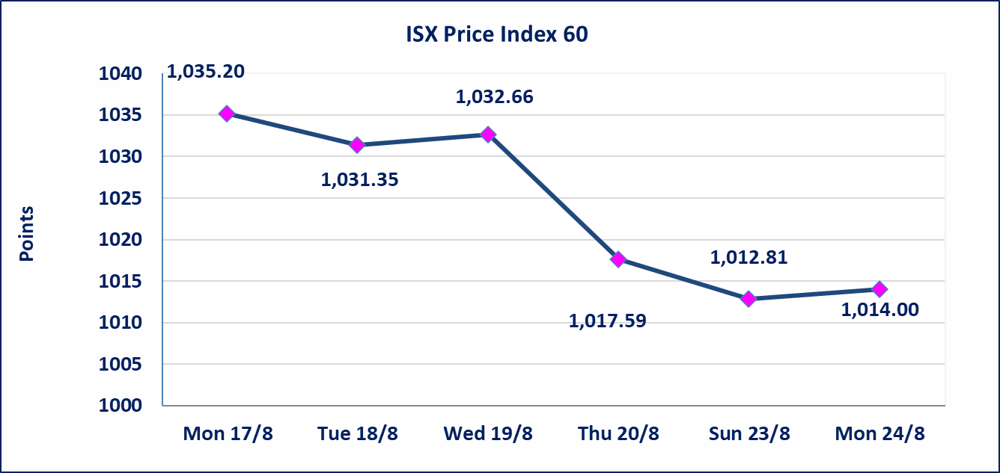 ISX Price Index 60
Points
1040
1035
1030
1025
1020
1015
1010
1005
1000
1,035.20
1,031.35
1,032.66
1,017.59
1,012.81
1,014.00
Mon 17/8
Tue 18/8
Wed 19/8
Thu 20/8
Sun 23/8
Mon 24/8